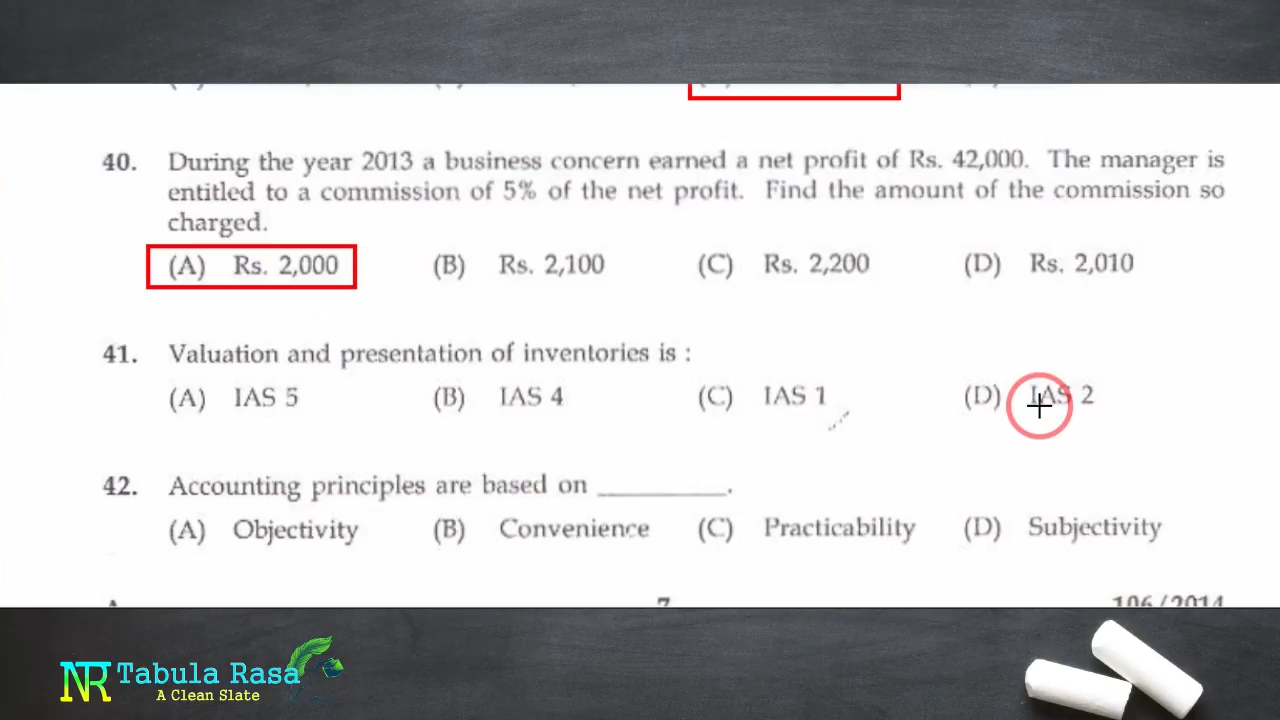 40. During the year 2013 a business concern earned a net profit of Rs. 42,000. The manager is
entitled to a commission of 5% of the net profit. Find the amount of the commission so
charged.
(A) Rs. 2,000 (B) Rs. 2,100 (C) Rs. 2,200 (D) Rs. 2,010
41. Valuation and presentation of inventories is :
(A) IAS 5 (B) IAS 4 (C) IAS 1 (D) IAS 2
42. Accounting principles are based on __________.
(A) Objectivity (B) Convenience (C) Practicability (D) Subjectivity
106/2014
NR Tabula Rasa
A Clean Slate